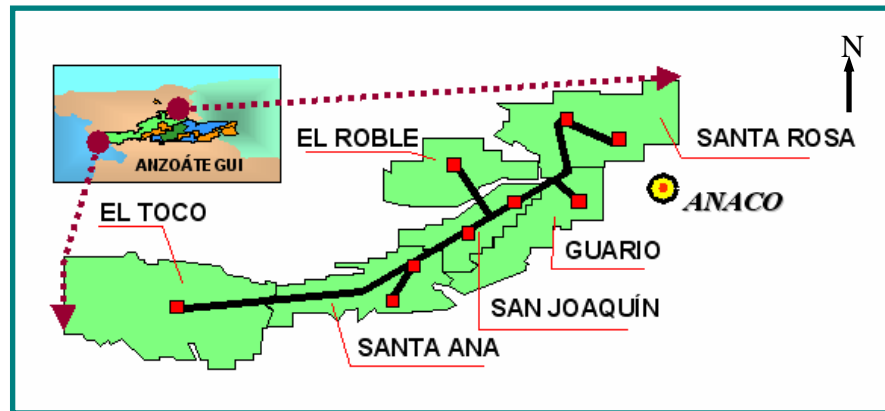 N
EL ROBLE
SANTA ROSA
ANZOÁTEGUI
ANACO
EL TOCO
GUARIO
SAN JOAQUÍN
SANTA ANA